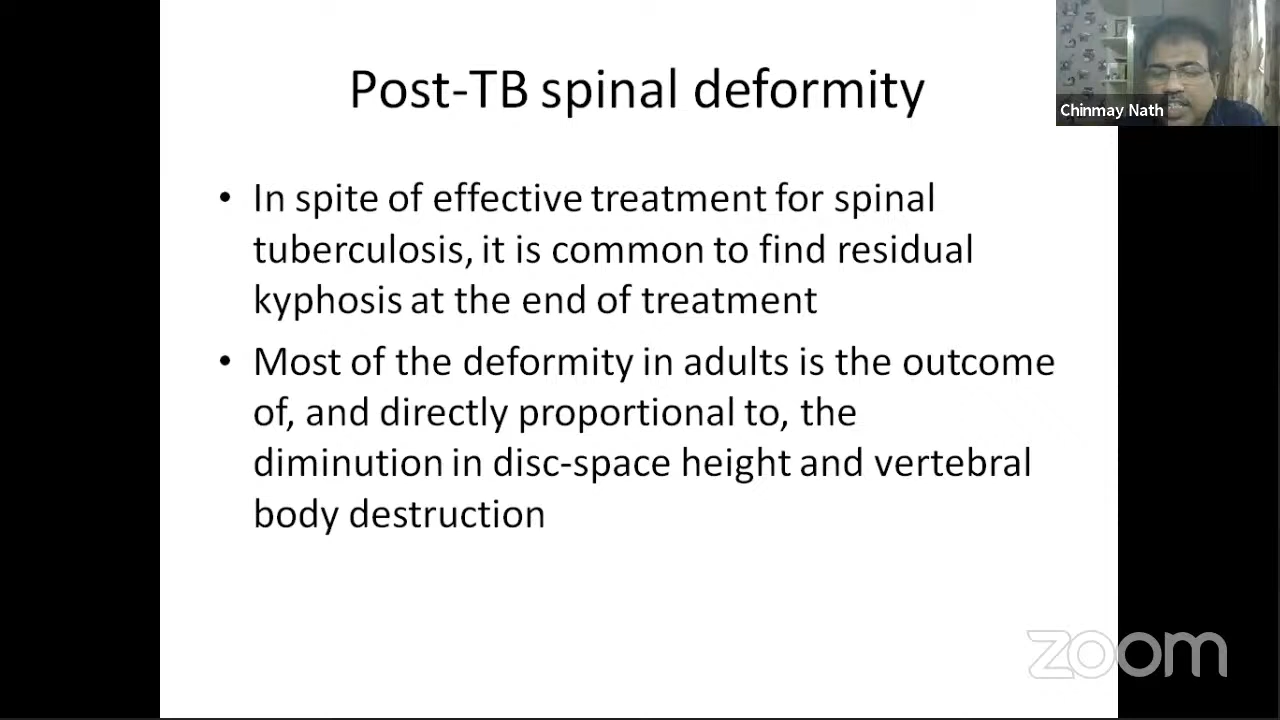 Post-TB spinal deformity
Chinmay Nath
• In spite of effective treatment for spinal
tuberculosis, it is common to find residual
kyphosis at the end of treatment
• Most of the deformity in adults is the outcome
of, and directly proportional to, the
diminution in disc-space height and vertebral
body destruction
zoom